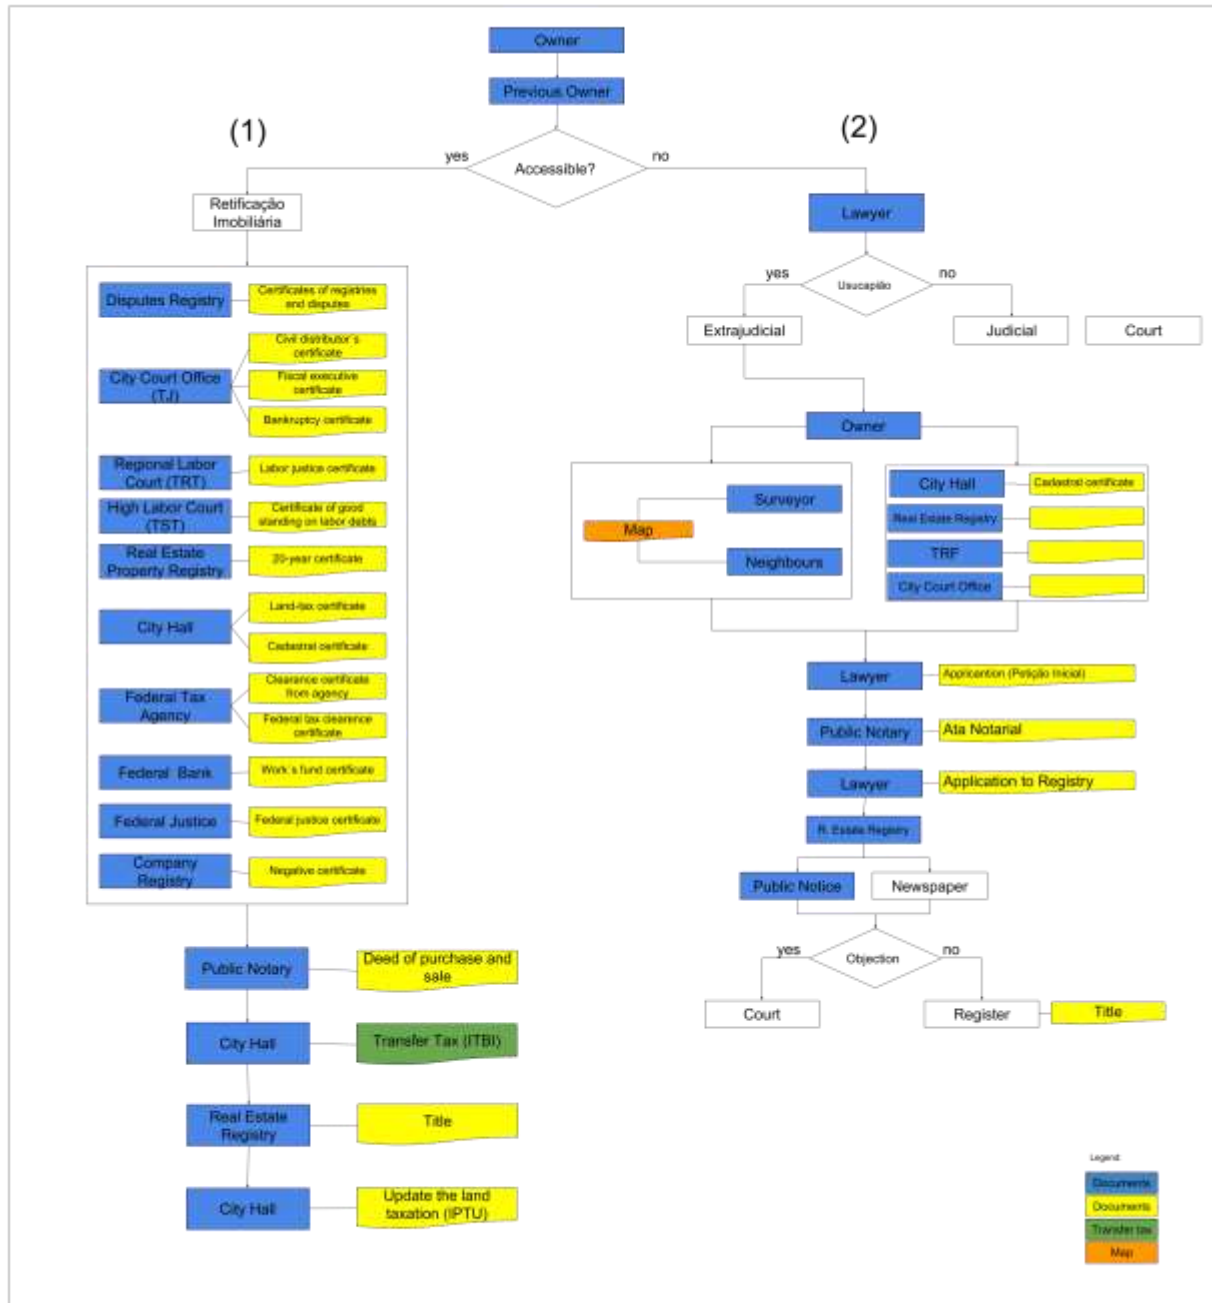 Owner
Previous Owner
(1)
(2)
yes
Accessible?
no
Retificação
Imobiliária
Disputes Registry
Certificates of registries
and disputes
City Court Office
(TJ)
Civil distributor´s
certificate
Fiscal executive
certificate
Bankruptcy certificate
Regional Labor
Court (TRT)
Labor justice certificate
High Labor Court
(TST)
Certificate of good
standing on labor debts
Real Estate
Property Registry
20-year certificate
City Hall
Land-tax certificate
Cadastral certificate
Federal Tax
Agency
Clearance certificate
from agency
Federal tax clearence
certificate
Federal Bank
Work´s fund certificate
Federal Justice
Federal justice certificate
Company
Registry
Negative certificate
Public Notary
Deed of purchase and
sale
City Hall
Transfer Tax (ITBI)
Real Estate
Registry
Title
City Hall
Update the land
taxation (IPTU)
Lawyer
yes
Usucapião
no
Extrajudicial
Judicial
Court
Owner
Surveyor
Map
Neighbours
City Hall
Cadastral certificate
Real Estate Registry
TRF
City Court Office
Lawyer
Applicantion (Petição Inicial)
Public Notary
Ata Notarial
Lawyer
Application to Registry
R. Estate Registry
Public Notice
Newspaper
yes
Objection
no
Court
Register
Title
Legend:
Documents
Documents
Transfer tax
Map